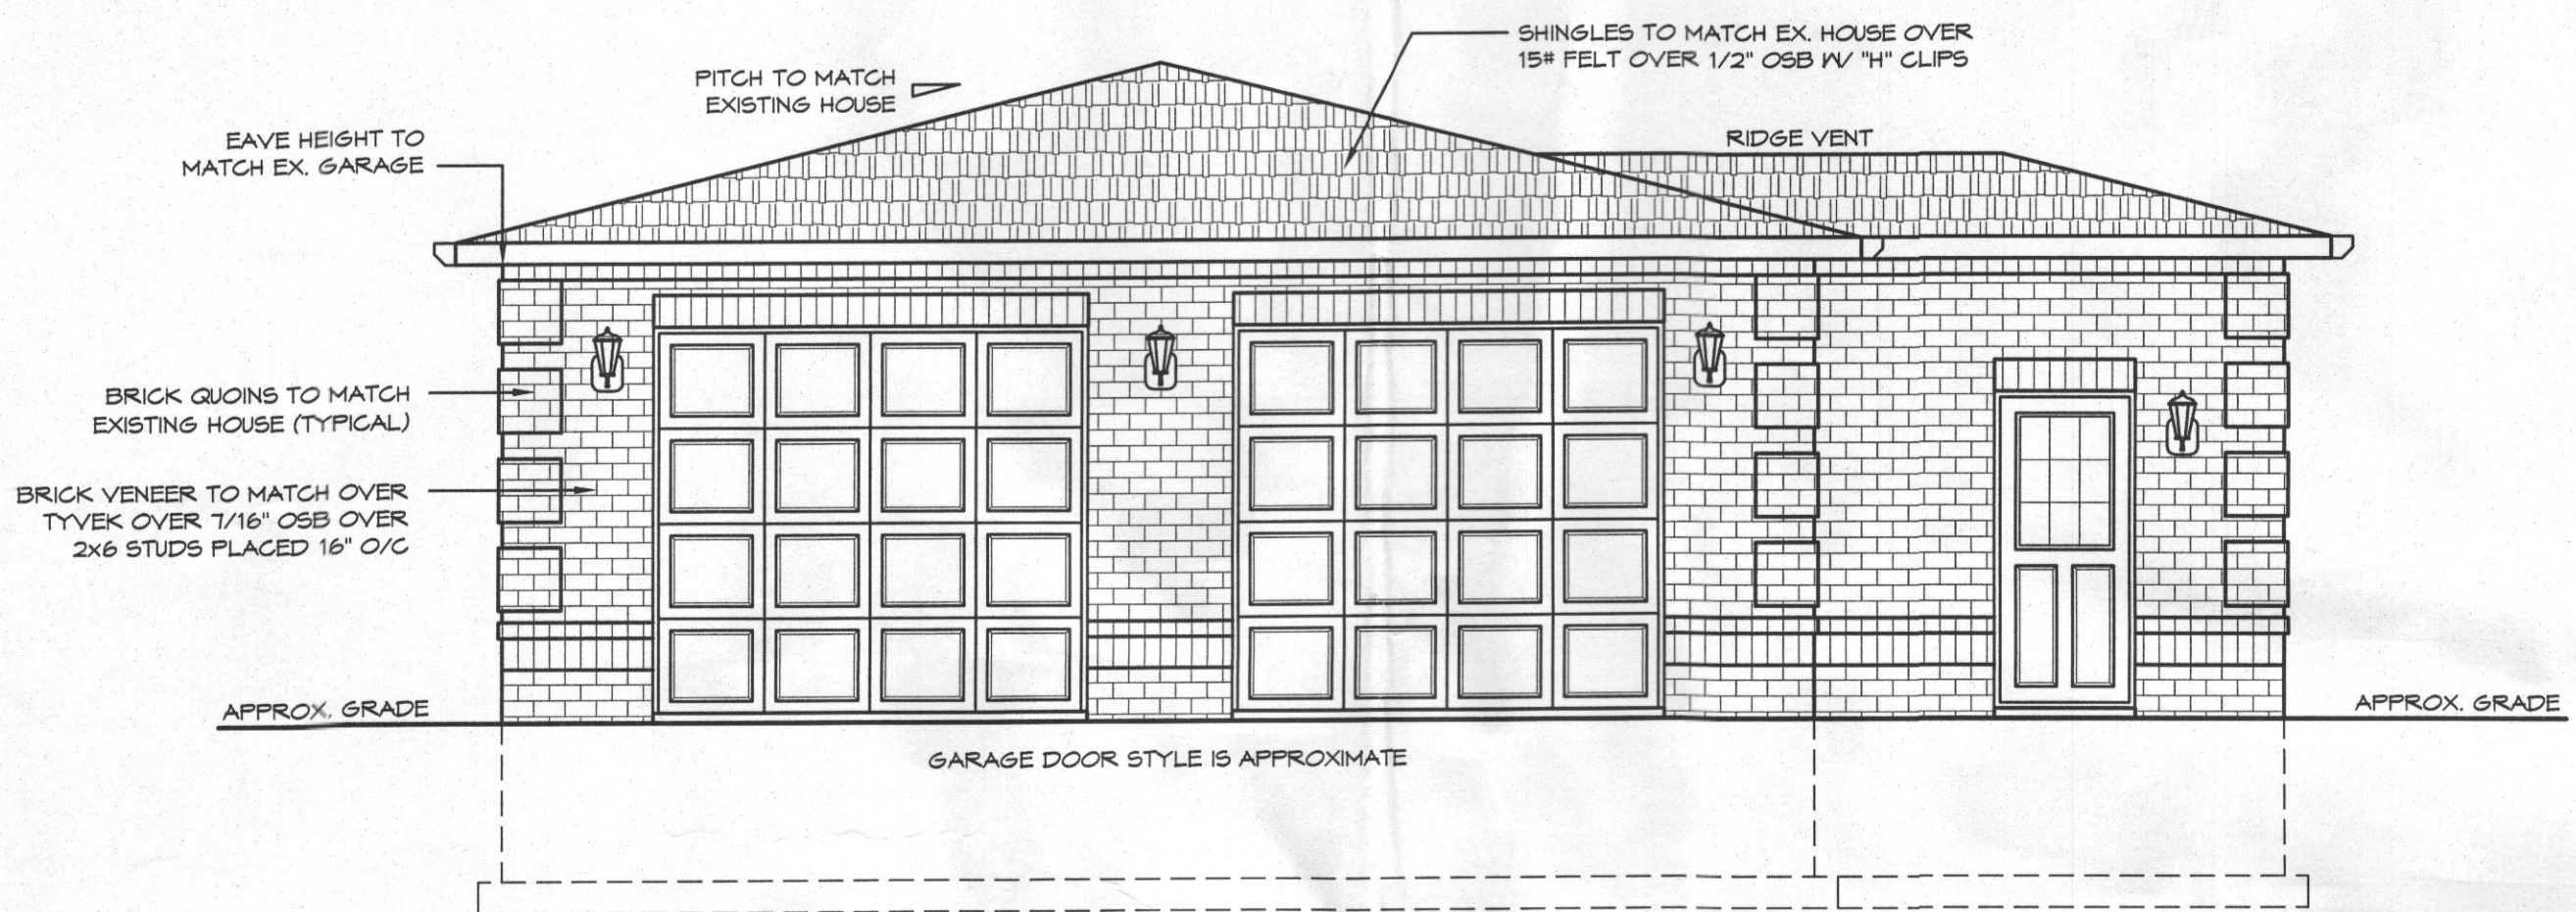 SHINGLES TO MATCH EX. HOUSE OVER
15# FELT OVER 1/2" OSB W/ "H" CLIPS
PITCH TO MATCH
EXISTING HOUSE
EAVE HEIGHT TO
MATCH EX. GARAGE
RIDGE VENT
BRICK QUOINS TO MATCH
EXISTING HOUSE (TYPICAL)
BRICK VENEER TO MATCH OVER
TYVEK OVER 7/16" OSB OVER
2x6 STUDS PLACED 16" O/C
APPROX. GRADE
APPROX. GRADE
GARAGE DOOR STYLE IS APPROXIMATE